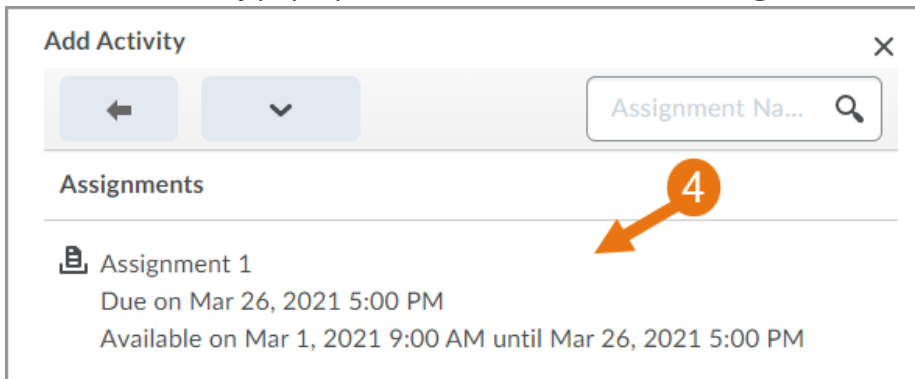 Add Activity
Assignment Na...
Assignments
4
Assignment 1
Due on Mar 26, 2021 5:00 PM
Available on Mar 1, 2021 9:00 AM until Mar 26, 2021 5:00 PM